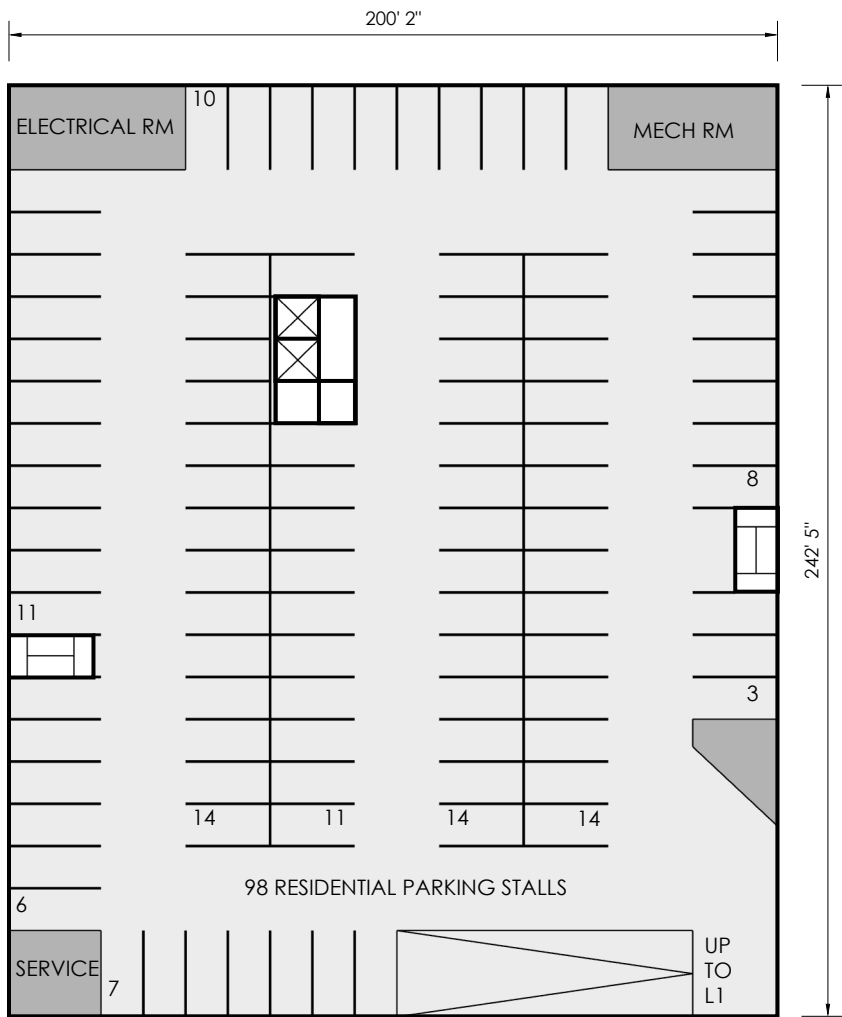 200' 2"
10
ELECTRICAL RM
MECH RM
8
242' 5"
11
3
14
11
14
14
98 RESIDENTIAL PARKING STALLS
6
UP
TO
L1
SERVICE
7